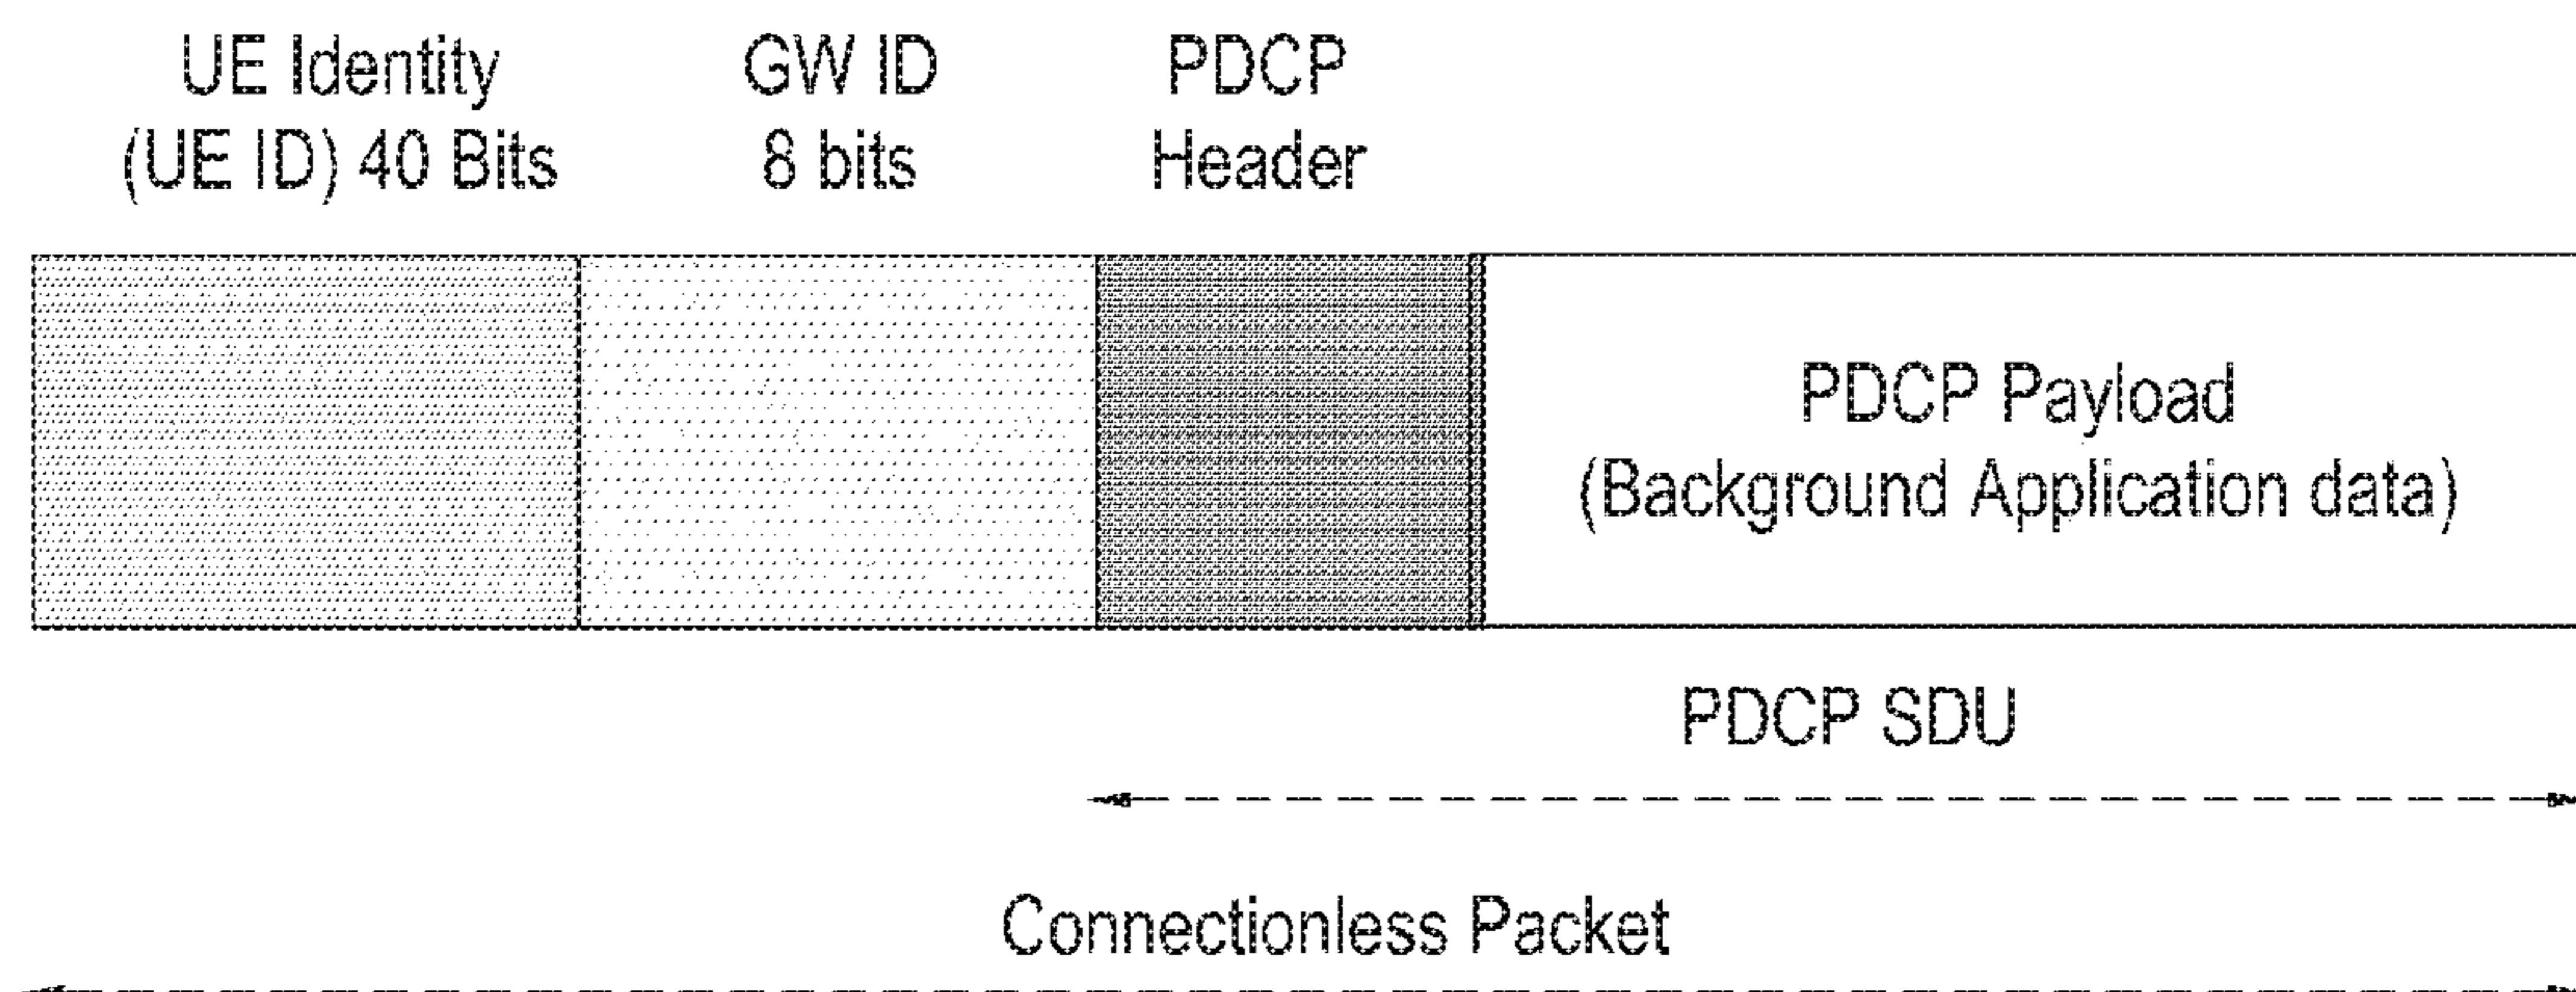 UE Identity
(UE ID) 40 Bits
GW ID
8 bits
PDCP
Header
PDCP Payload
(Background Application data)
PDCP SDU
Connectionless Packet